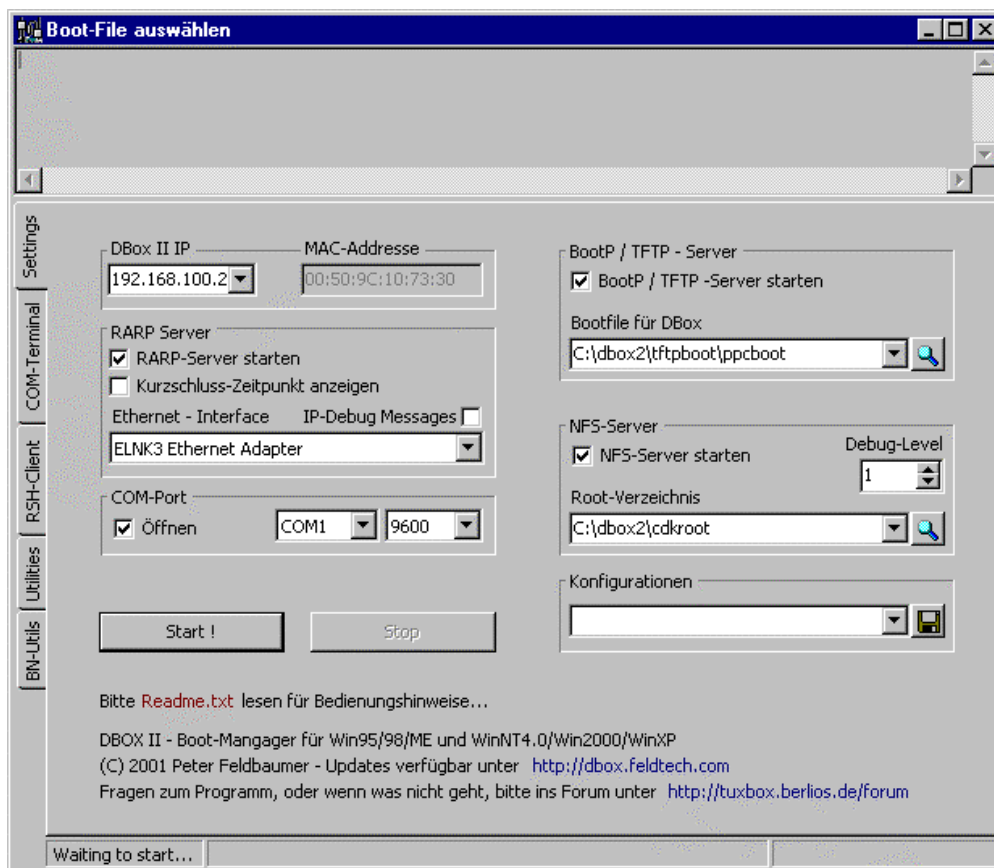 Boot-File auswählen
Settings
COM-Terminal
RSH-Client
Utilities
BN-Utils
DBox II IP
MAC-Addresse
192.168.100.2
00:50:9C:10:73:30
RARP Server
RARP-Server starten
Kurzschluss-Zeitpunkt anzeigen
Ethernet - Interface
IP-Debug Messages
ELNK3 Ethernet Adapter
COM-Port
Öffnen
COM1
9600
Start !
Stop
BootP / TFTP - Server
BootP / TFTP -Server starten
Bootfile für DBox
C:\dbox2\tftpboot\ppcboot
NFS-Server
NFS-Server starten
Debug-Level
1
Root-Verzeichnis
C:\dbox2\cdkroot
Konfigurationen
Bitte Readme.txt lesen für Bedienungshinweise...
DBOX II - Boot-Mangager für Win95/98/ME und WinNT4.0/Win2000/WinXP
(C) 2001 Peter Feldbaumer - Updates verfügbar unter http://dbox.feldtech.com
Fragen zum Programm, oder wenn was nicht geht, bitte ins Forum unter http://tuxbox.berlios.de/forum
Waiting to start...